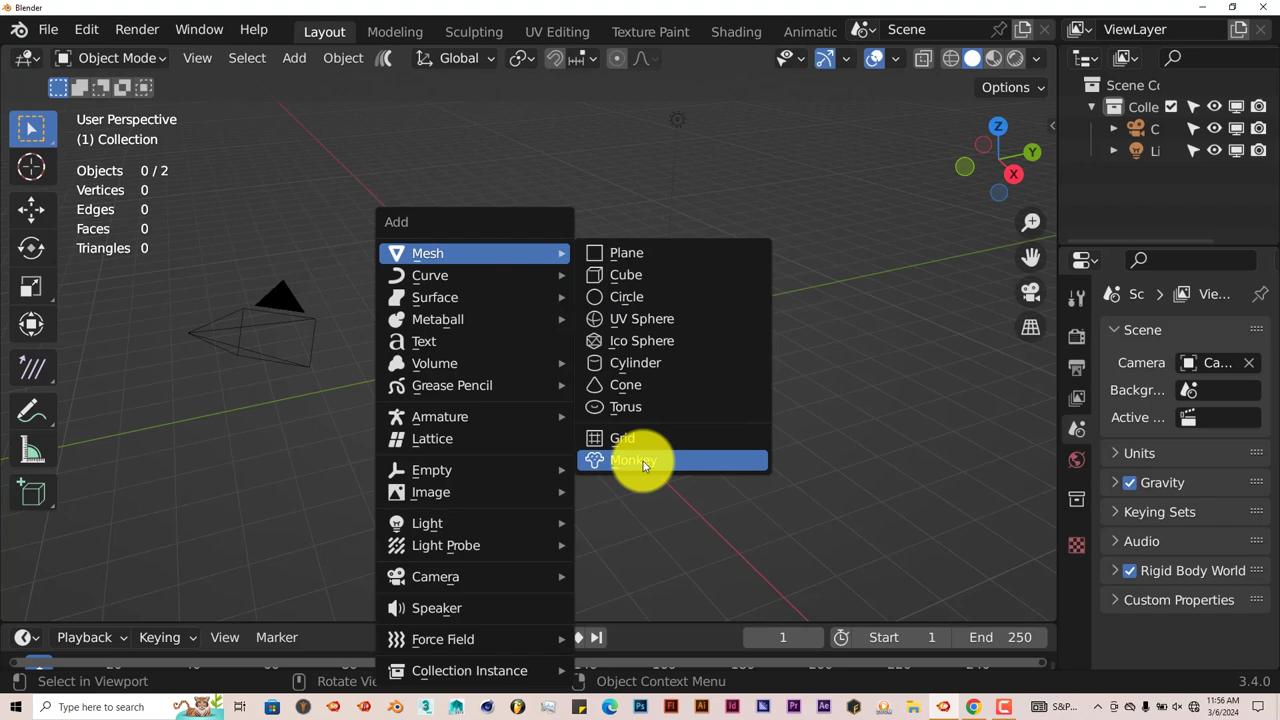 Blender
File Edit Render Window Help Layout Modeling Sculpting UV Editing Texture Paint Shading Animatic Scene ViewLayer
Object Mode View Select Add Object Global
Options
User Perspective
(1) Collection
Objects 0 / 2
Vertices 0
Edges 0
Faces 0
Triangles 0
Z
Y
X
Add
Mesh
Curve
Surface
Metaball
Text
Volume
Grease Pencil
Armature
Lattice
Empty
Image
Light
Light Probe
Camera
Speaker
Force Field
Collection Instance
Plane
Cube
Circle
UV Sphere
Ico Sphere
Cylinder
Cone
Torus
Grid
Monkey
Scene Cc
Colle
C
Li
Sc Vie...
Scene
Camera Ca...
Backgr...
Active ...
Units
Gravity
Keying Sets
Audio
Rigid Body World
Custom Properties
Playback Keying View Marker 1 Start 1 End 250
Select in Viewport Rotate Vie Object Context Menu 3.4.0
Type here to search S&P... 11:56 AM
3/6/2024